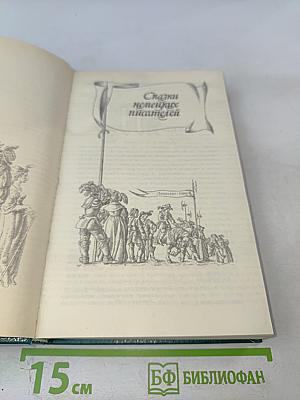 Сказки
немецких
писателей
15 см
БФ БИБЛИОФАН